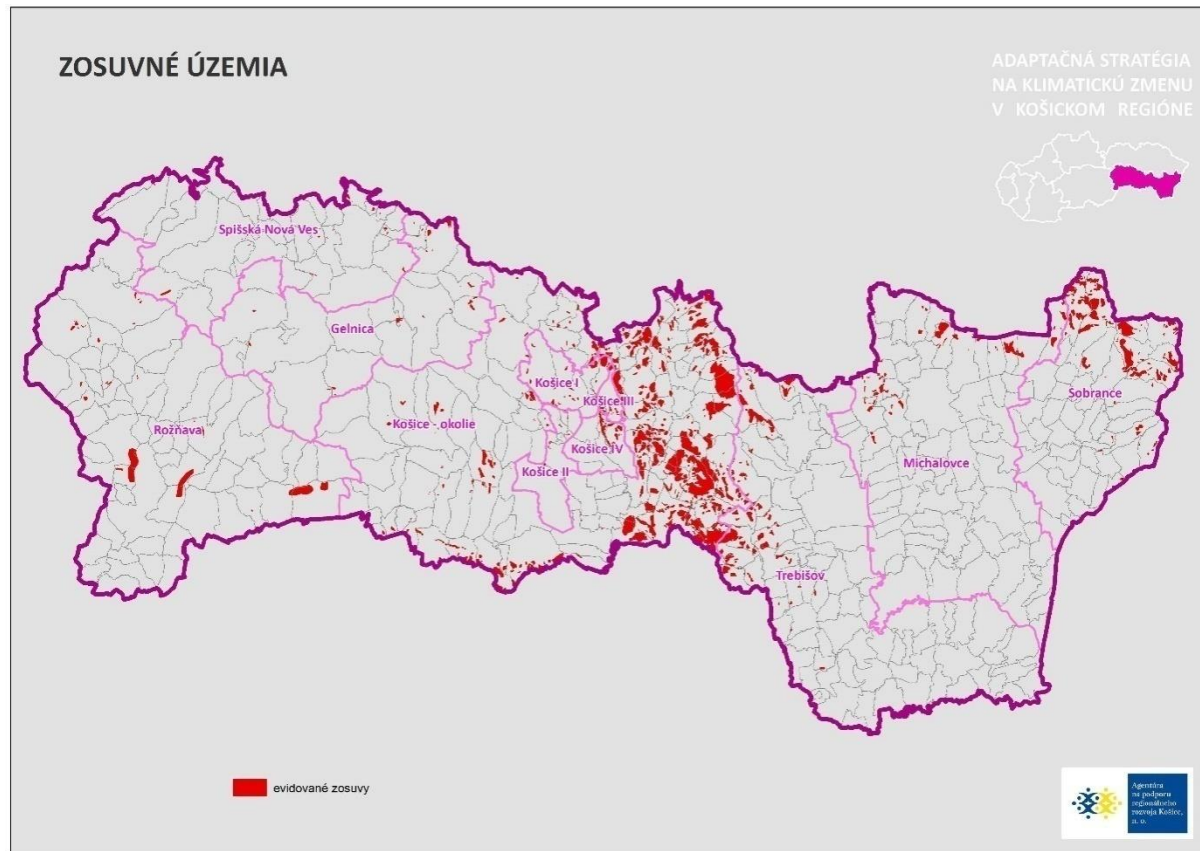 ZOSUVNÉ ÚZEMIA
ADAPTAČNÁ STRATÉGIA
NA KLIMATICKÚ ZMENU
V KOŠICKOM REGIÓNE
Spišská Nová Ves
Gelnica
Košice I
Košice III
Sobrance
Rožňava
Košice - okolie
Košice IV
Košice II
Michalovce
Trebišov
evidované zosuvy
Agentúra
na podporu
regionálneho
rozvoja Košice,
n. o.